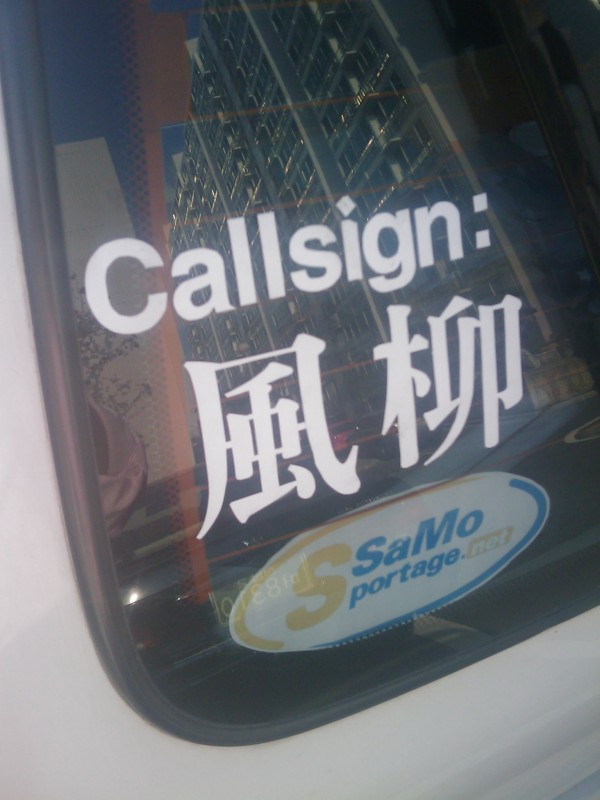 Callsign:
風柳
SaMo
Sportage.net